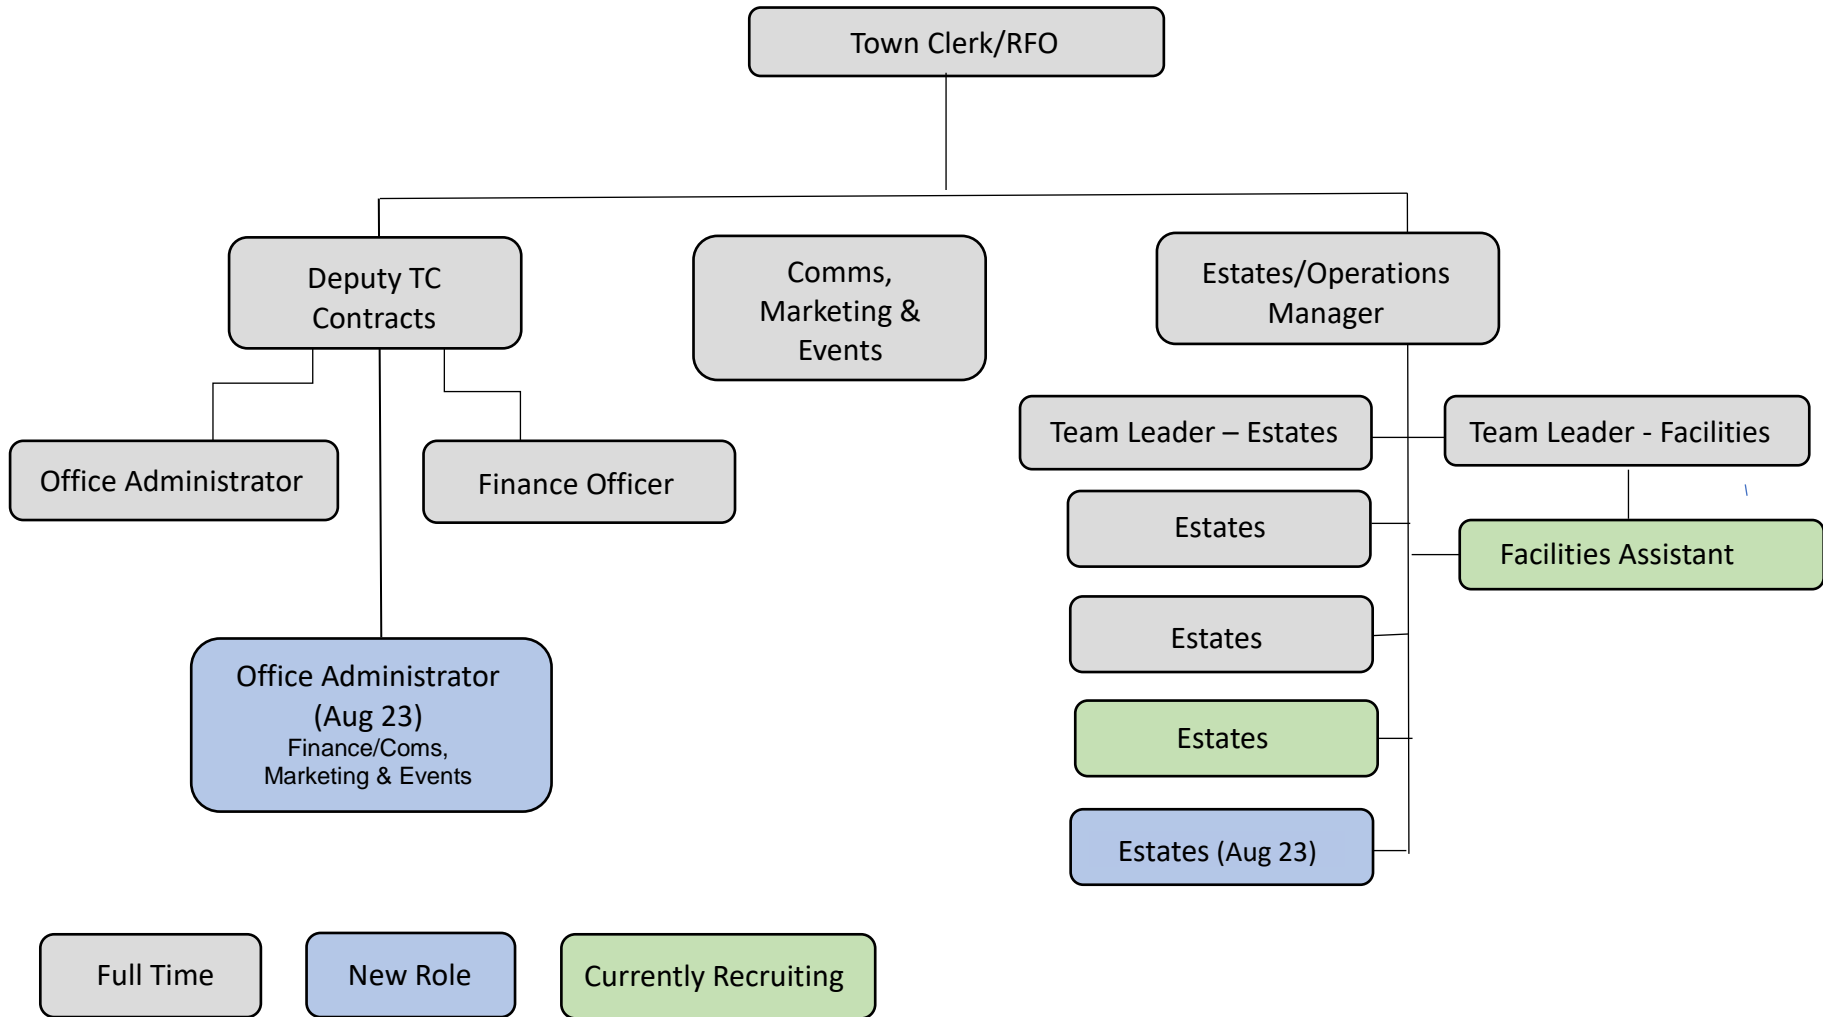 Town Clerk/RFO
Deputy TC
Contracts
Comms,
Marketing &
Events
Estates/Operations
Manager
Team Leader – Estates
Team Leader - Facilities
Office Administrator
Finance Officer
Estates
Facilities Assistant
Estates
Office Administrator
(Aug 23)
Finance/Coms,
Marketing & Events
Estates
Estates (Aug 23)
Full Time
New Role
Currently Recruiting